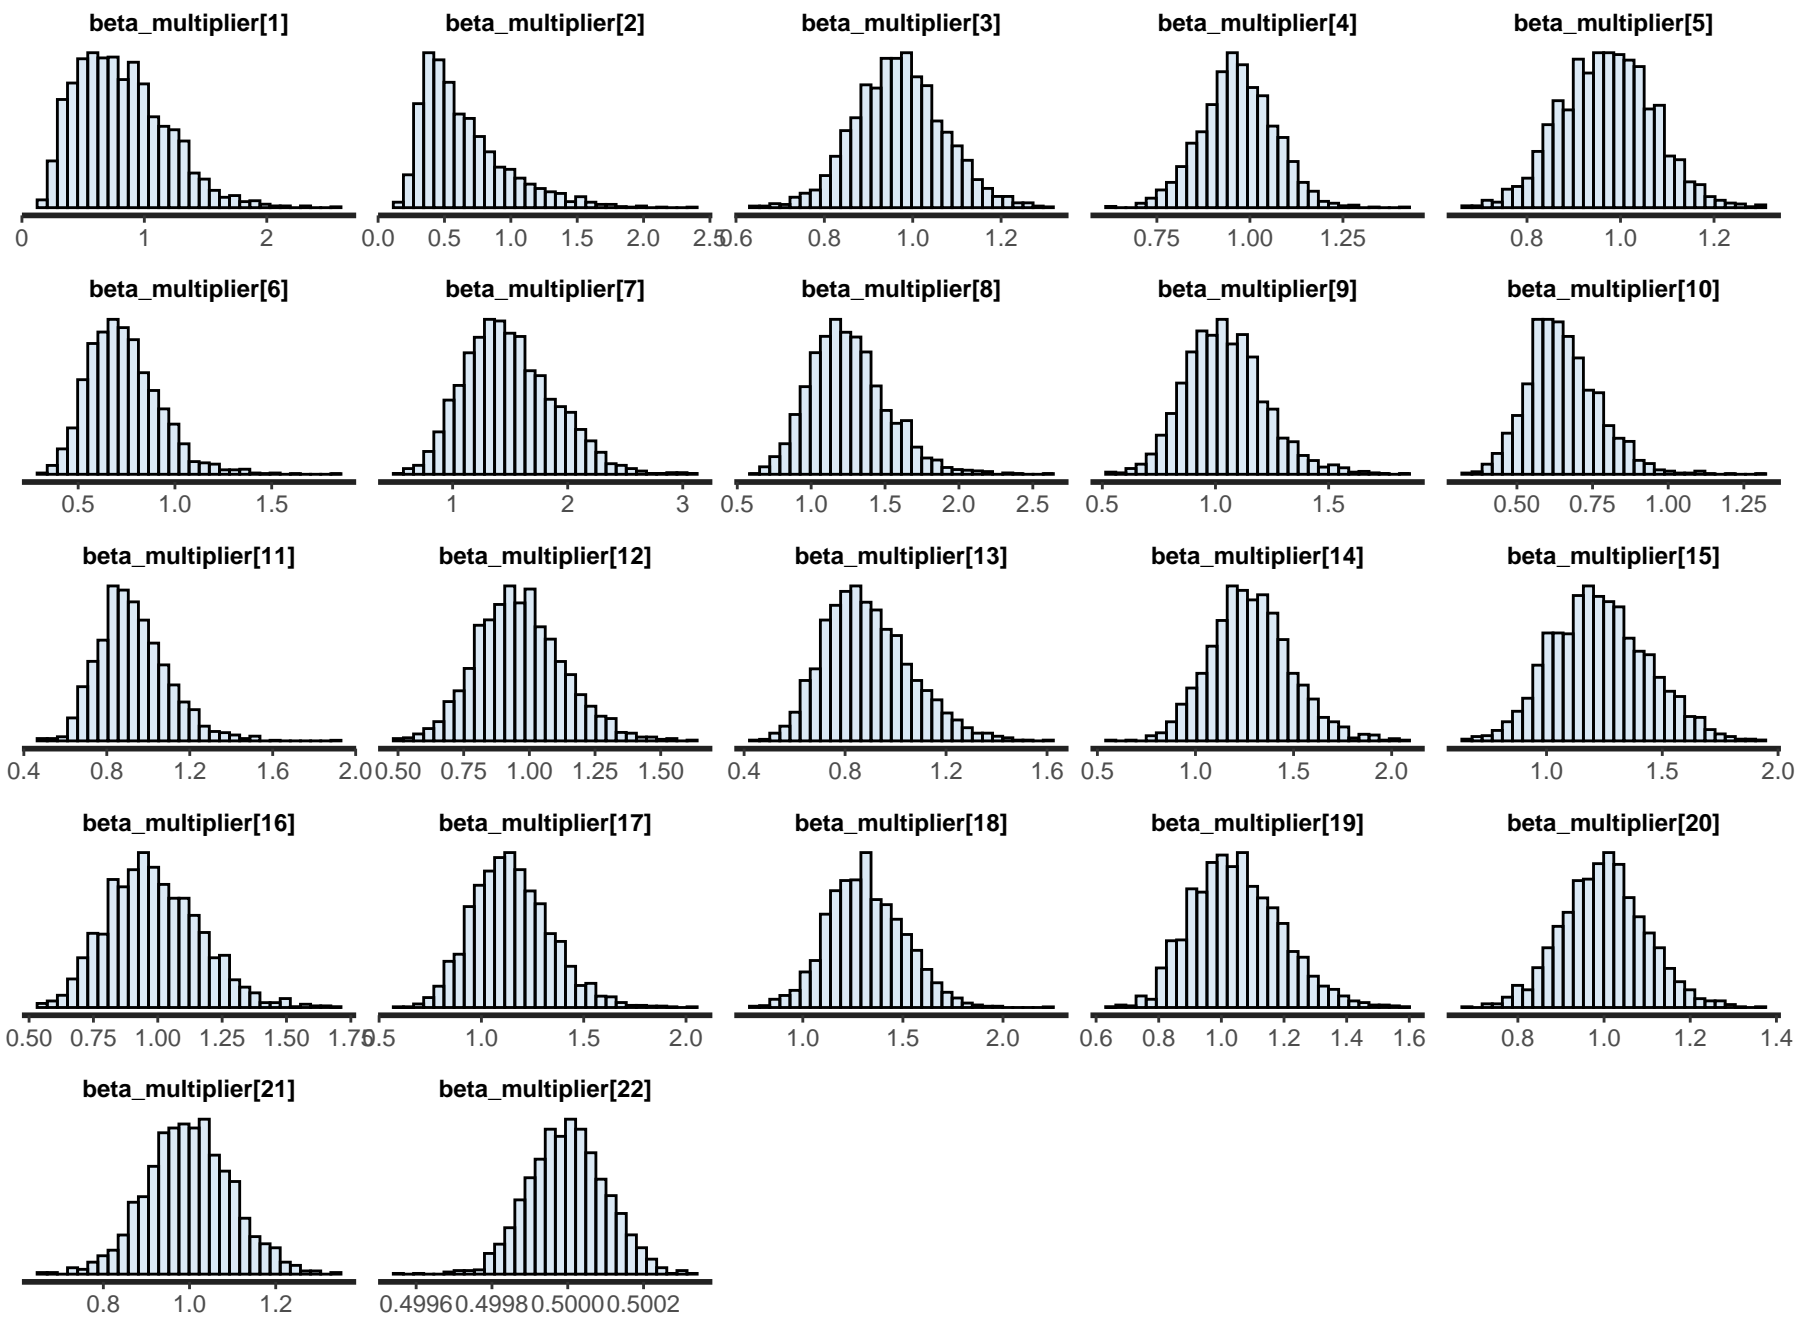 beta_multiplier[1] beta_multiplier[2] beta_multiplier[3] beta_multiplier[4] beta_multiplier[5]
0 1 2 0.0 0.5 1.0 1.5 2.0 2.5 0.6 0.8 1.0 1.2 0.75 1.00 1.25 0.8 1.0 1.2
beta_multiplier[6] beta_multiplier[7] beta_multiplier[8] beta_multiplier[9] beta_multiplier[10]
0.5 1.0 1.5 1 2 3 0.5 1.0 1.5 2.0 2.5 0.5 1.0 1.5 0.50 0.75 1.00 1.25
beta_multiplier[11] beta_multiplier[12] beta_multiplier[13] beta_multiplier[14] beta_multiplier[15]
0.4 0.8 1.2 1.6 2.0 0.50 0.75 1.00 1.25 1.50 0.4 0.8 1.2 1.6 0.5 1.0 1.5 2.0 1.0 1.5 2.0
beta_multiplier[16] beta_multiplier[17] beta_multiplier[18] beta_multiplier[19] beta_multiplier[20]
0.50 0.75 1.00 1.25 1.50 1.75 0.5 1.0 1.5 2.0 1.0 1.5 2.0 0.6 0.8 1.0 1.2 1.4 1.6 0.8 1.0 1.2 1.4
beta_multiplier[21] beta_multiplier[22]
0.8 1.0 1.2 0.4996 0.4998 0.5000 0.5002